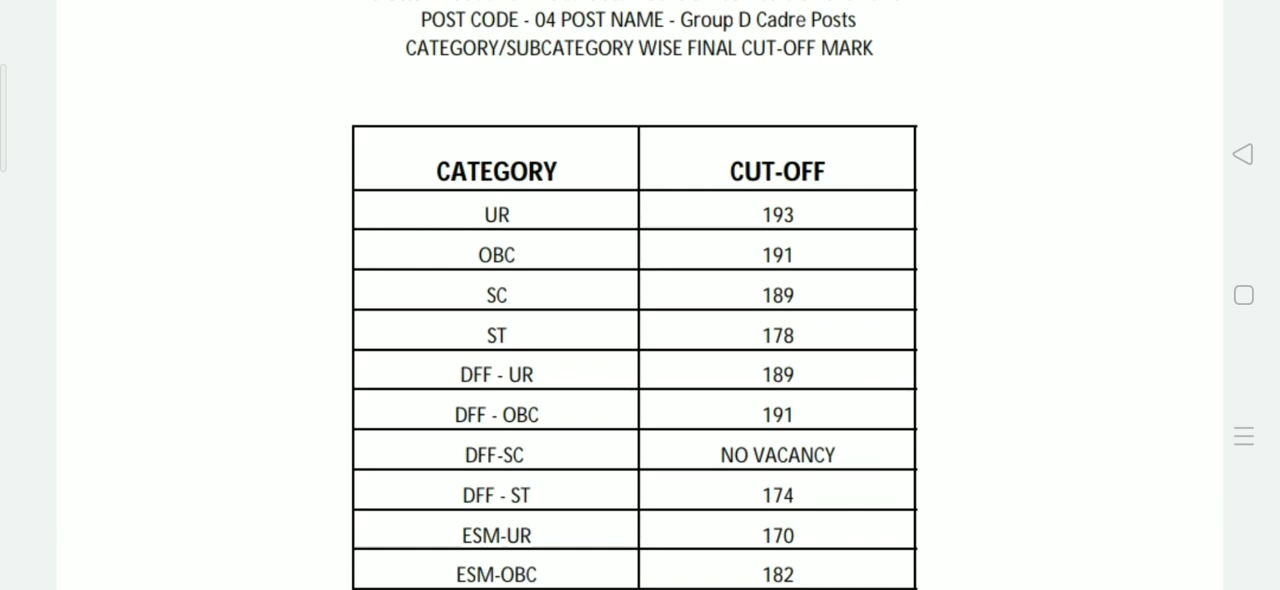 POST CODE - 04 POST NAME - Group D Cadre Posts
CATEGORY/SUBCATEGORY WISE FINAL CUT-OFF MARK
CATEGORY CUT-OFF
UR 193
OBC 191
SC 189
ST 178
DFF - UR 189
DFF - OBC 191
DFF-SC NO VACANCY
DFF - ST 174
ESM-UR 170
ESM-OBC 182